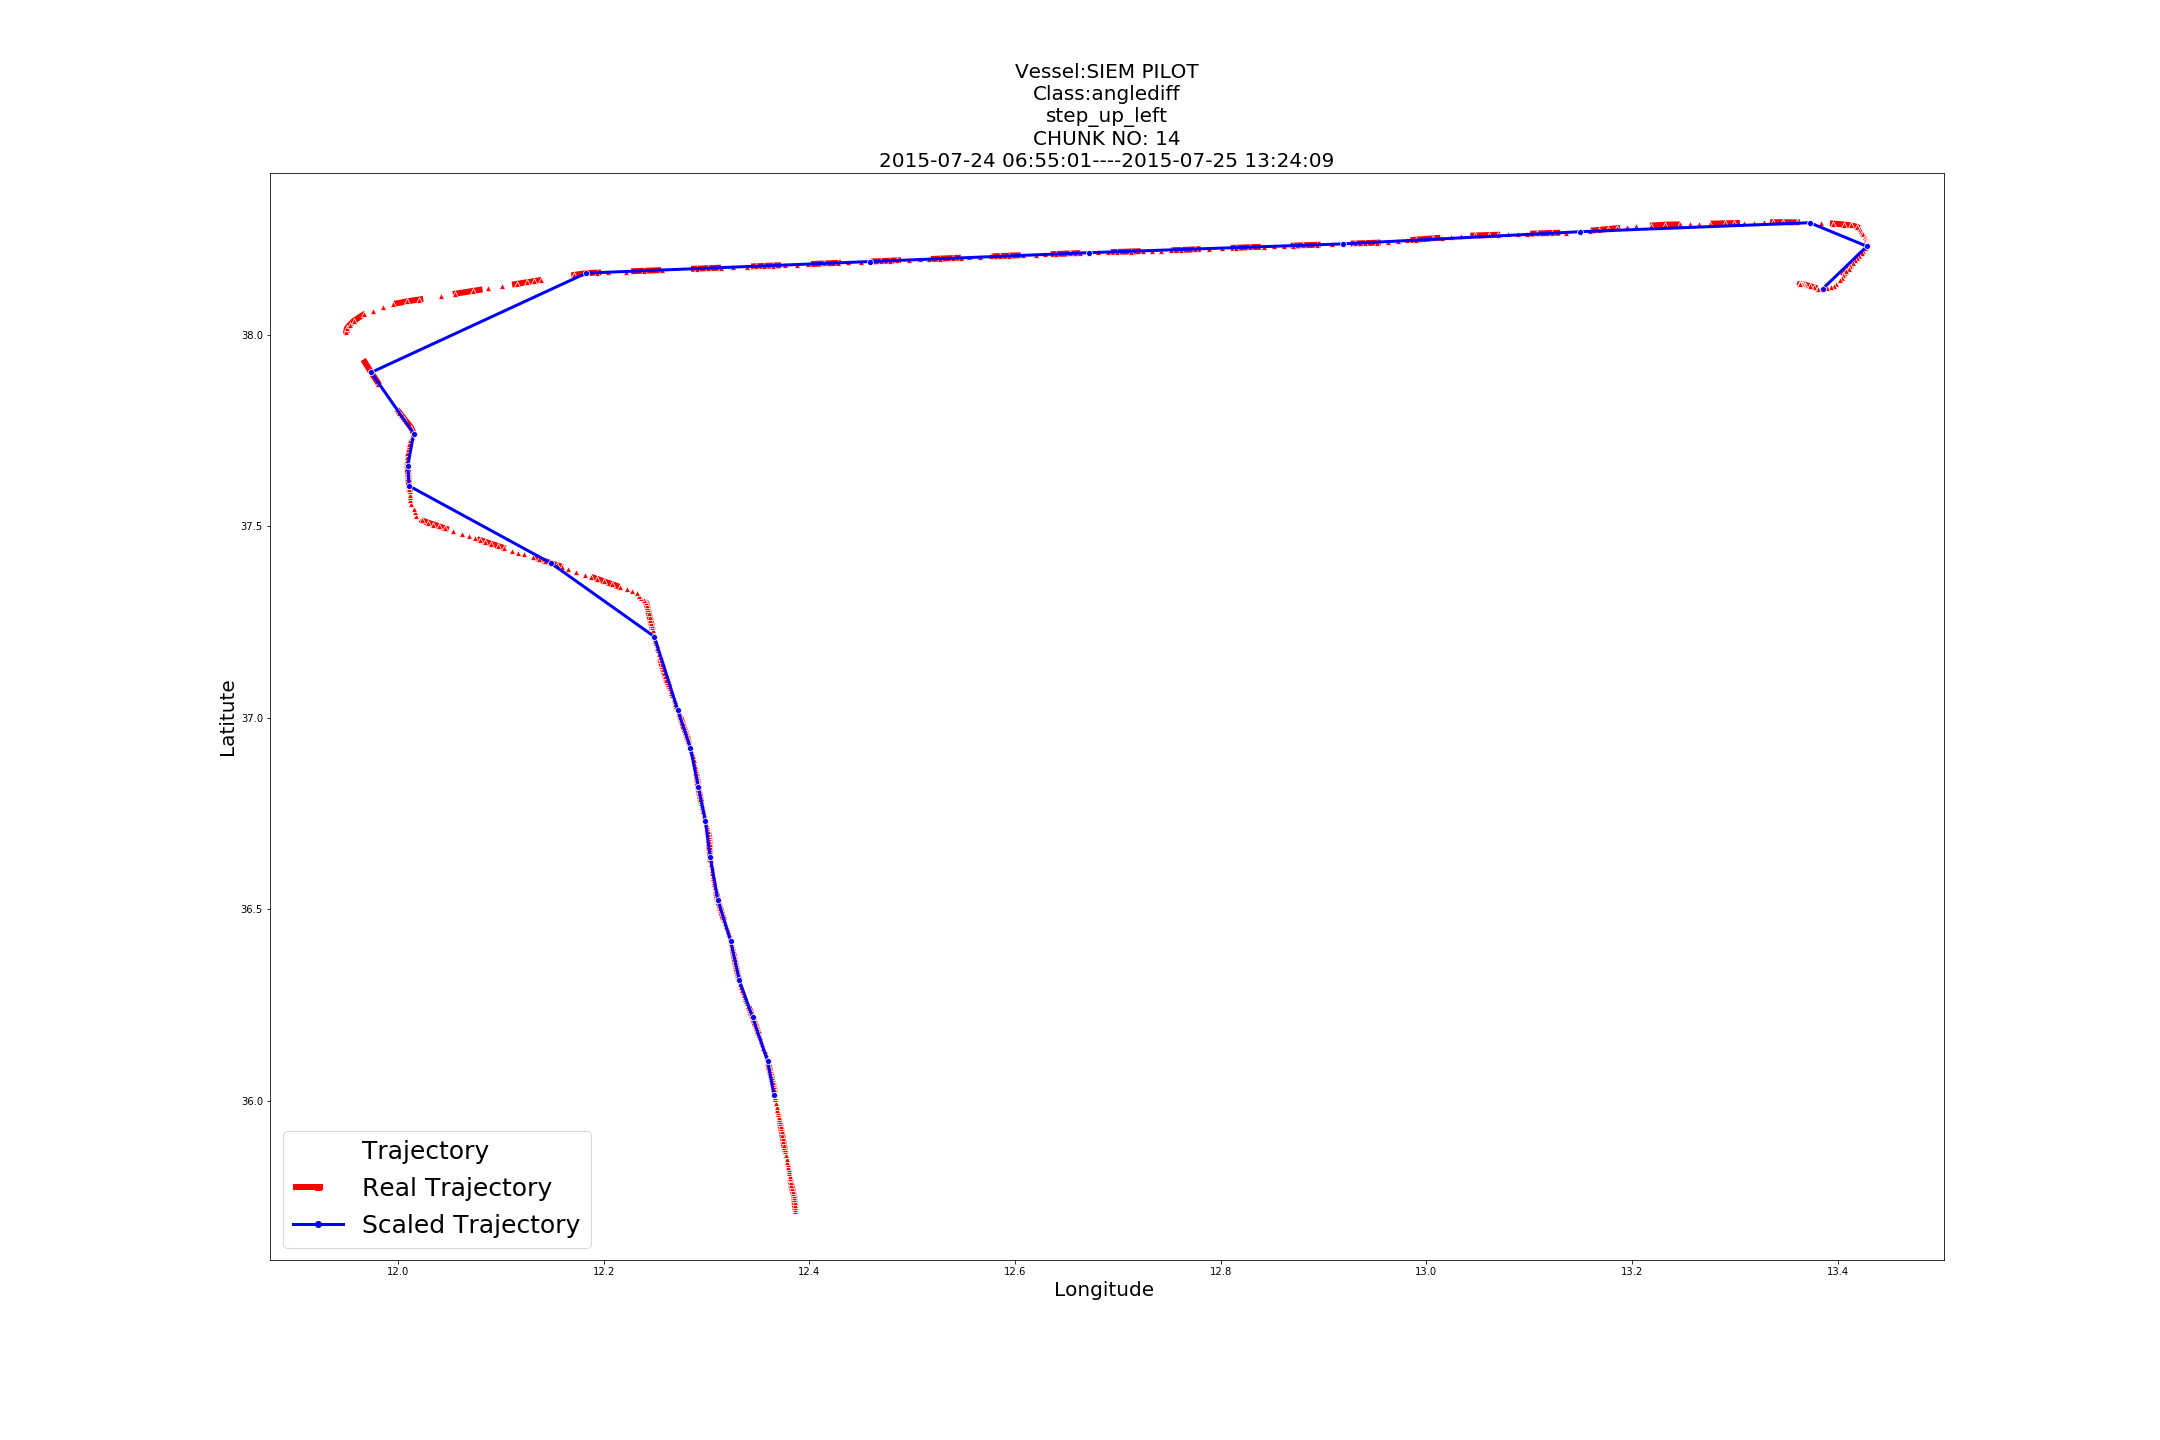 Vessel:SIEM PILOT
Class:anglediff
step_up_left
CHUNK NO: 14
2015-07-24 06:55:01----2015-07-25 13:24:09
Latitute
38.0
37.5
37.0
36.5
36.0
Trajectory
Real Trajectory
Scaled Trajectory
12.0 12.2 12.4 12.6 12.8 13.0 13.2 13.4
Longitude